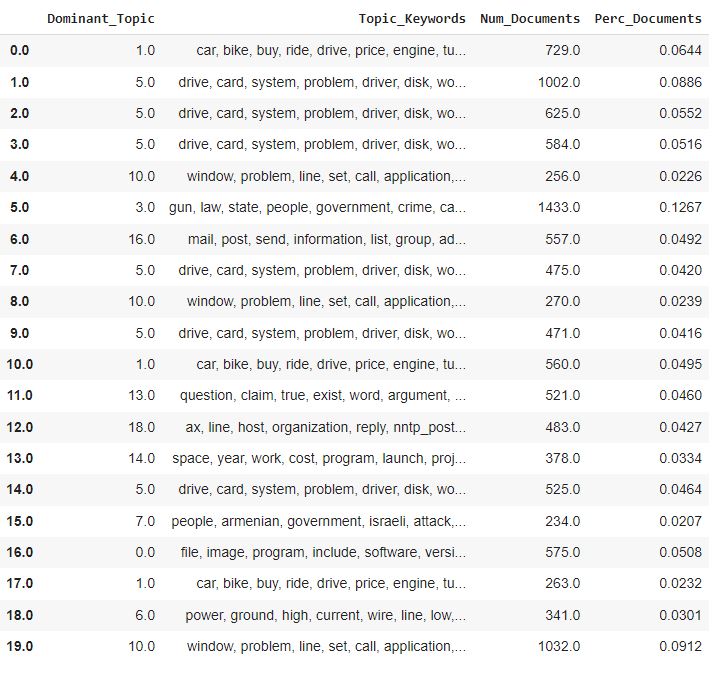 Dominant_Topic Topic_Keywords Num_Documents Perc_Documents
0.0 1.0 car, bike, buy, ride, drive, price, engine, tu... 729.0 0.0644
1.0 5.0 drive, card, system, problem, driver, disk, wo... 1002.0 0.0886
2.0 5.0 drive, card, system, problem, driver, disk, wo... 625.0 0.0552
3.0 5.0 drive, card, system, problem, driver, disk, wo... 584.0 0.0516
4.0 10.0 window, problem, line, set, call, application,... 256.0 0.0226
5.0 3.0 gun, law, state, people, government, crime, ca... 1433.0 0.1267
6.0 16.0 mail, post, send, information, list, group, ad... 557.0 0.0492
7.0 5.0 drive, card, system, problem, driver, disk, wo... 475.0 0.0420
8.0 10.0 window, problem, line, set, call, application,... 270.0 0.0239
9.0 5.0 drive, card, system, problem, driver, disk, wo... 471.0 0.0416
10.0 1.0 car, bike, buy, ride, drive, price, engine, tu... 560.0 0.0495
11.0 13.0 question, claim, true, exist, word, argument, ... 521.0 0.0460
12.0 18.0 ax, line, host, organization, reply, nntp_post... 483.0 0.0427
13.0 14.0 space, year, work, cost, program, launch, proj... 378.0 0.0334
14.0 5.0 drive, card, system, problem, driver, disk, wo... 525.0 0.0464
15.0 7.0 people, armenian, government, israeli, attack,... 234.0 0.0207
16.0 0.0 file, image, program, include, software, versi... 575.0 0.0508
17.0 1.0 car, bike, buy, ride, drive, price, engine, tu... 263.0 0.0232
18.0 6.0 power, ground, high, current, wire, line, low,... 341.0 0.0301
19.0 10.0 window, problem, line, set, call, application,... 1032.0 0.0912